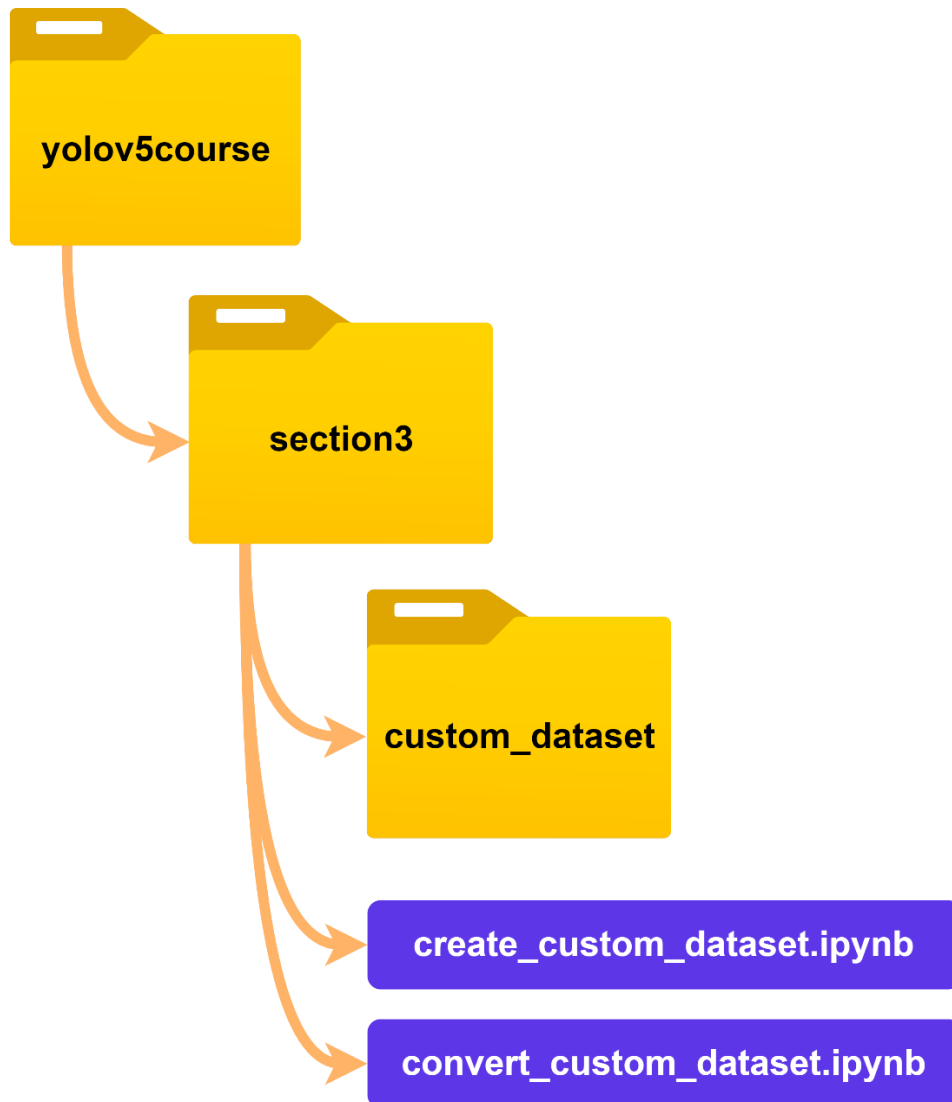 yolov5course
section3
custom_dataset
create_custom_dataset.ipynb
convert_custom_dataset.ipynb